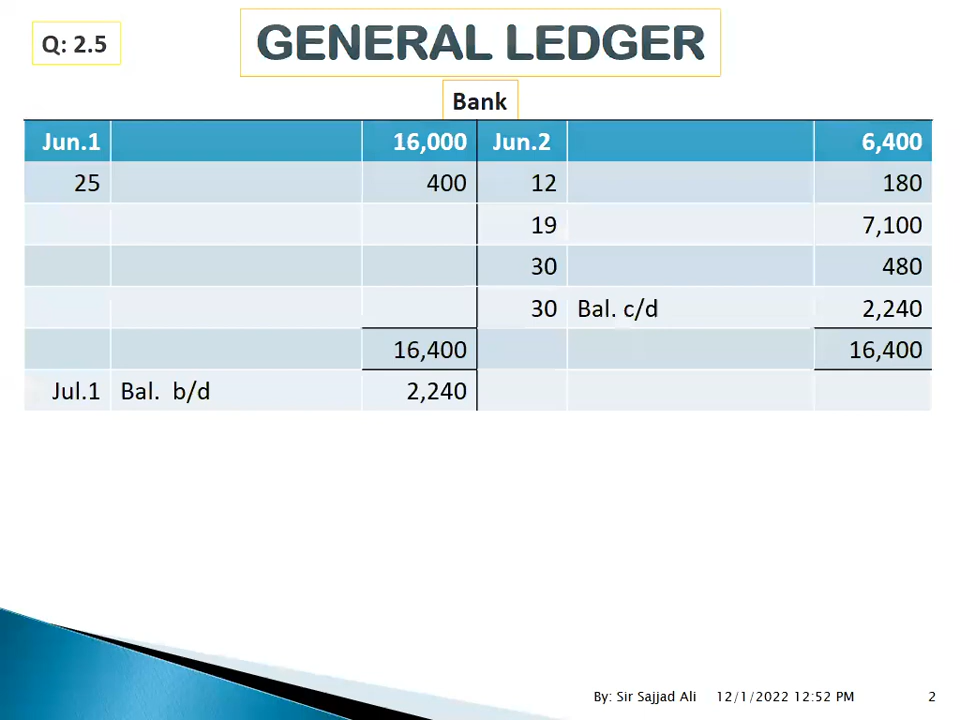 Q: 2.5
GENERAL LEDGER
Bank
Jun.1 16,000 Jun.2 6,400
25 400 12 180
19 7,100
30 480
30 Bal. c/d 2,240
16,400 16,400
Jul.1 Bal. b/d 2,240
By: Sir Sajjad Ali 12/1/2022 12:52 PM 2